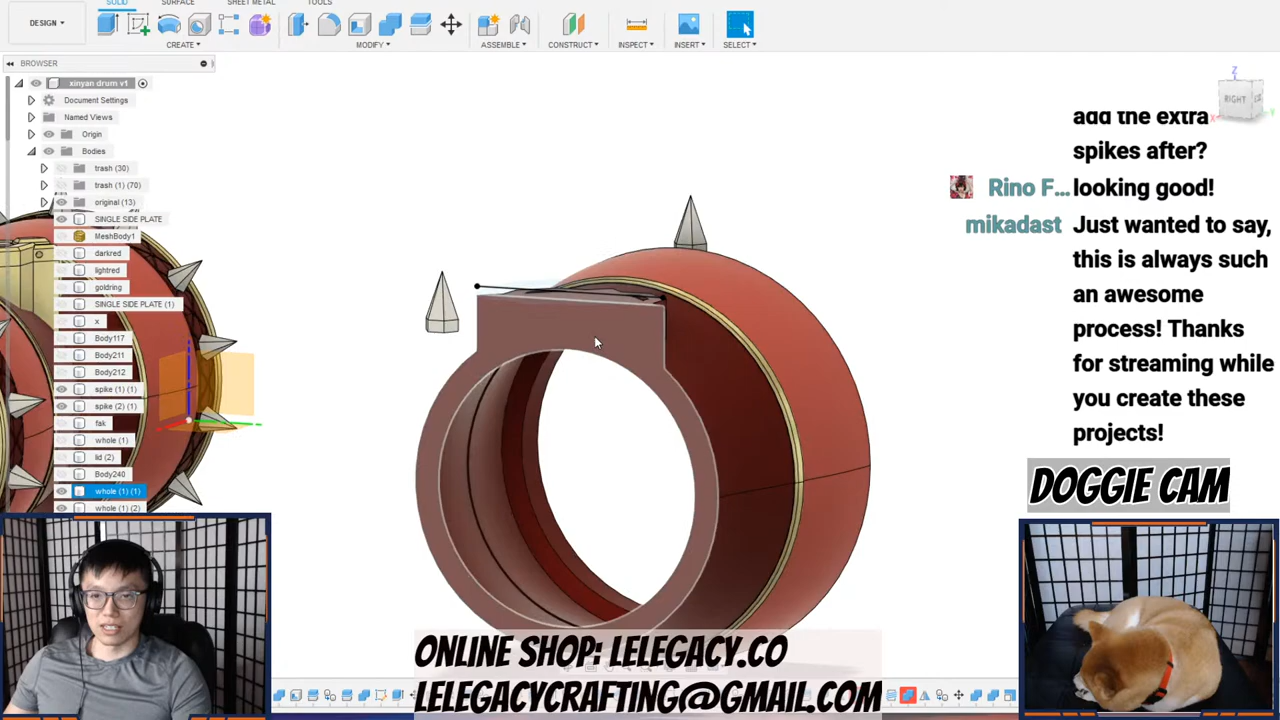 SOLID
SURFACE
SHEET METAL
TOOLS
DESIGN
CREATE
MODIFY
ASSEMBLE
CONSTRUCT
INSPECT
INSERT
SELECT
BROWSER
xinyan drum v1
Document Settings
Named Views
Origin
Bodies
trash (30)
trash (1) (70)
original (13)
SINGLE SIDE PLATE
MeshBody1
darkred
lightred
goldring
SINGLE SIDE PLATE (1)
x
Body117
Body211
Body212
spike (1) (1)
spike (2) (1)
fak
whole (1)
lid (2)
Body240
whole (1) (1)
whole (1) (2)
Z
RIGHT
add the extra
spikes after?
Rino F... looking good!
mikadast Just wanted to say,
this is always such
an awesome
process! Thanks
for streaming while
you create these
projects!
DOGGIE CAM
ONLINE SHOP: LELEGACY.CO
LELEGACYCRAFTING@GMAIL.COM